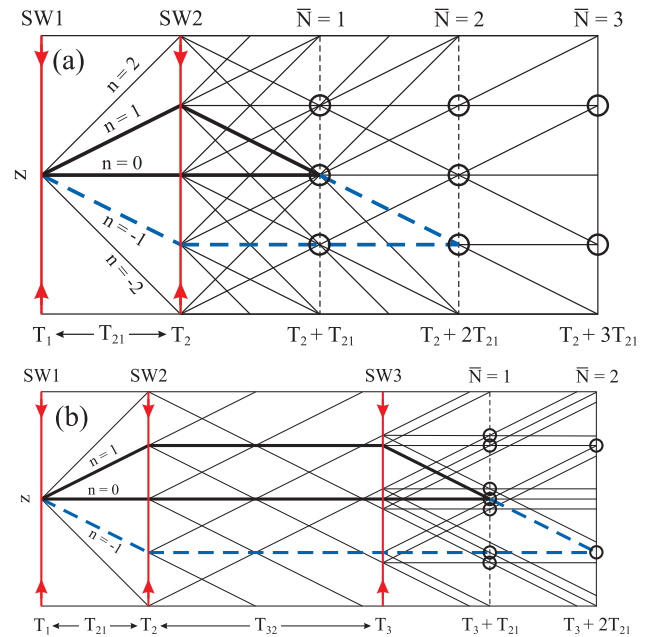 SW1 SW2 N̅ = 1 N̅ = 2 N̅ = 3
(a)
n = 2
n = 1
n = 0
z
n = -1
n = -2
T₁ T₂₁ T₂ T₂ + T₂₁ T₂ + 2T₂₁ T₂ + 3T₂₁
SW1 SW2 SW3 N̅ = 1 N̅ = 2
(b)
n = 1
n = 0
z
n = -1
T₁ T₂₁ T₂ T₃₂ T₃ T₃ + T₂₁ T₃ + 2T₂₁